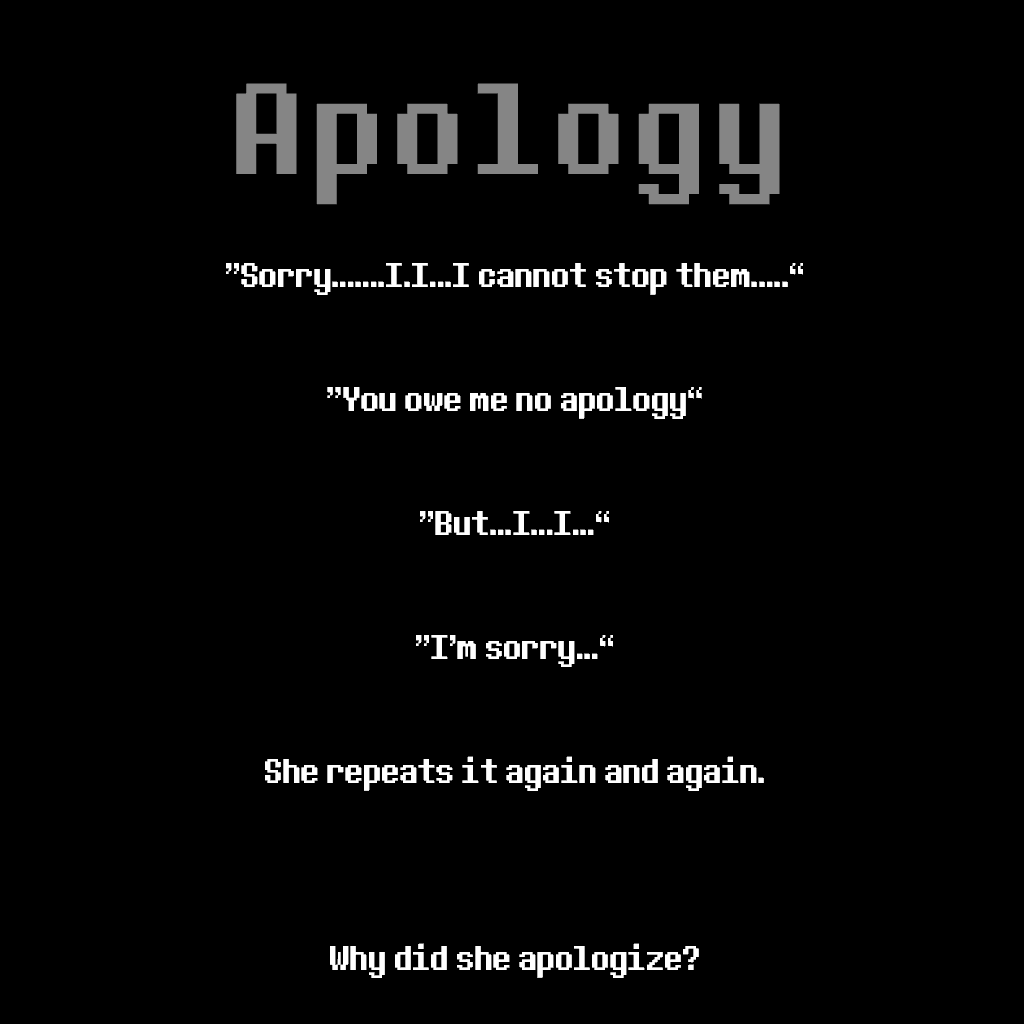 Apology
”Sorry.......I.I...I cannot stop them.....“
”You owe me no apology“
”But...I...I...“
”I’m sorry...“
She repeats it again and again.
Why did she apologize?